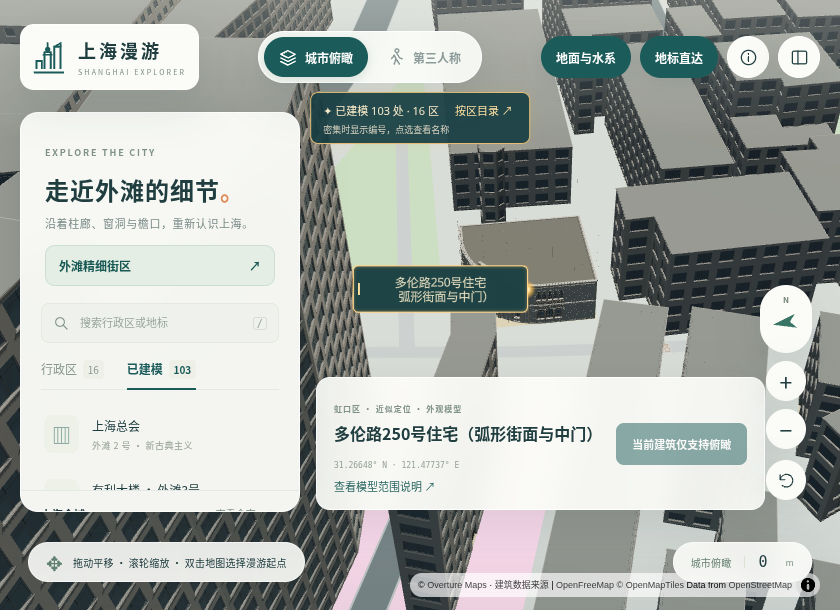 上海漫游
SHANGHAI EXPLORER
城市俯瞰
第三人称
地面与水系
地标直达
✦ 已建模 103 处 · 16 区 按区目录 ↗
密集时显示编号，点选查看名称
EXPLORE THE CITY
走近外滩的细节。
沿着柱廊、窗洞与檐口，重新认识上海。
外滩精细街区 ↗
搜索行政区或地标 /
行政区 16 已建模 103
上海总会
外滩 2 号 · 新古典主义
有利大楼 · 外滩3号
多伦路250号住宅
弧形街面与中门）
N
虹口区 · 近似定位 · 外观模型
多伦路250号住宅（弧形街面与中门）
31.26648° N · 121.47737° E
查看模型范围说明 ↗
当前建筑仅支持俯瞰
拖动平移 · 滚轮缩放 · 双击地图选择漫游起点
城市俯瞰 0 m
© Overture Maps · 建筑数据来源 | OpenFreeMap © OpenMapTiles Data from OpenStreetMap